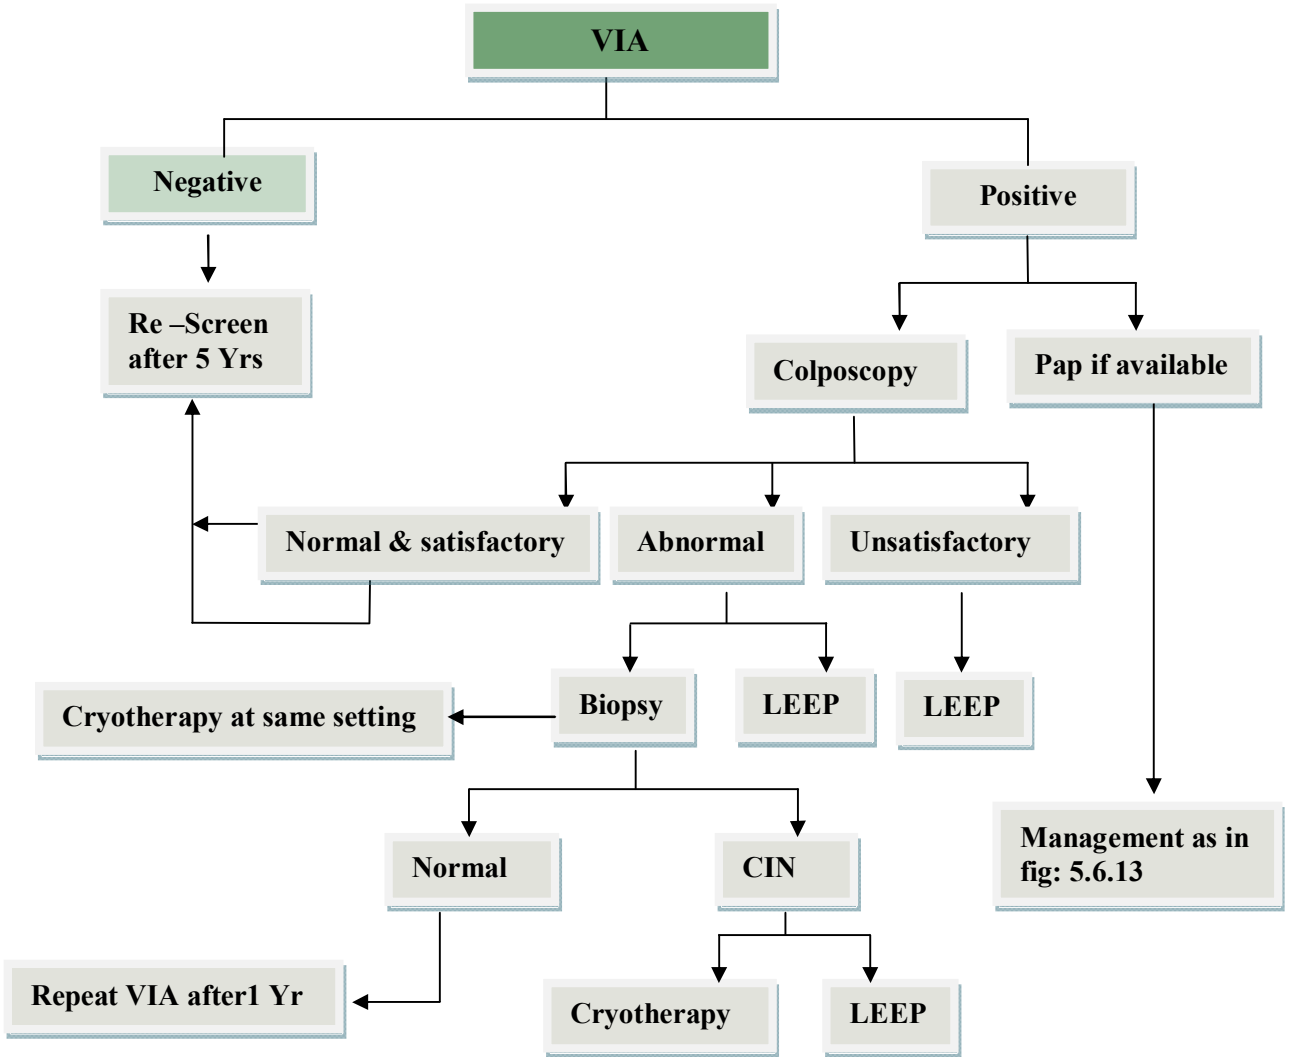 VIA
Negative
Positive
Re –Screen
after 5 Yrs
Colposcopy
Pap if available
Normal & satisfactory
Abnormal
Unsatisfactory
Cryotherapy at same setting
Biopsy
LEEP
LEEP
Normal
CIN
Management as in
fig: 5.6.13
Repeat VIA after1 Yr
Cryotherapy
LEEP